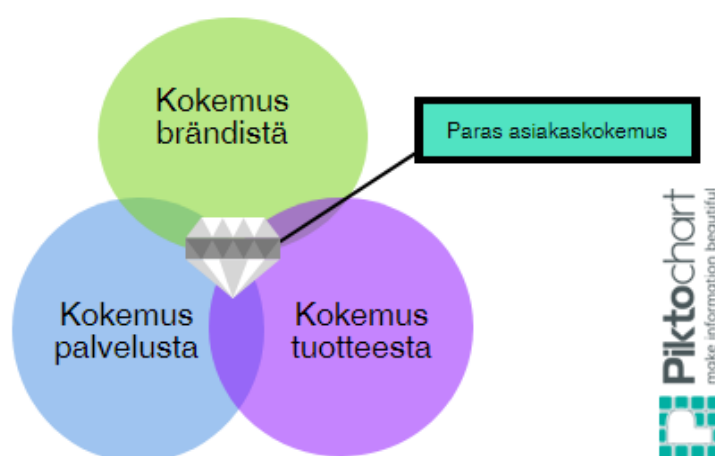 Kokemus
brändistä
Paras asiakaskokemus
Kokemus
palvelusta
Kokemus
tuotteesta
Piktochart
make information beautiful